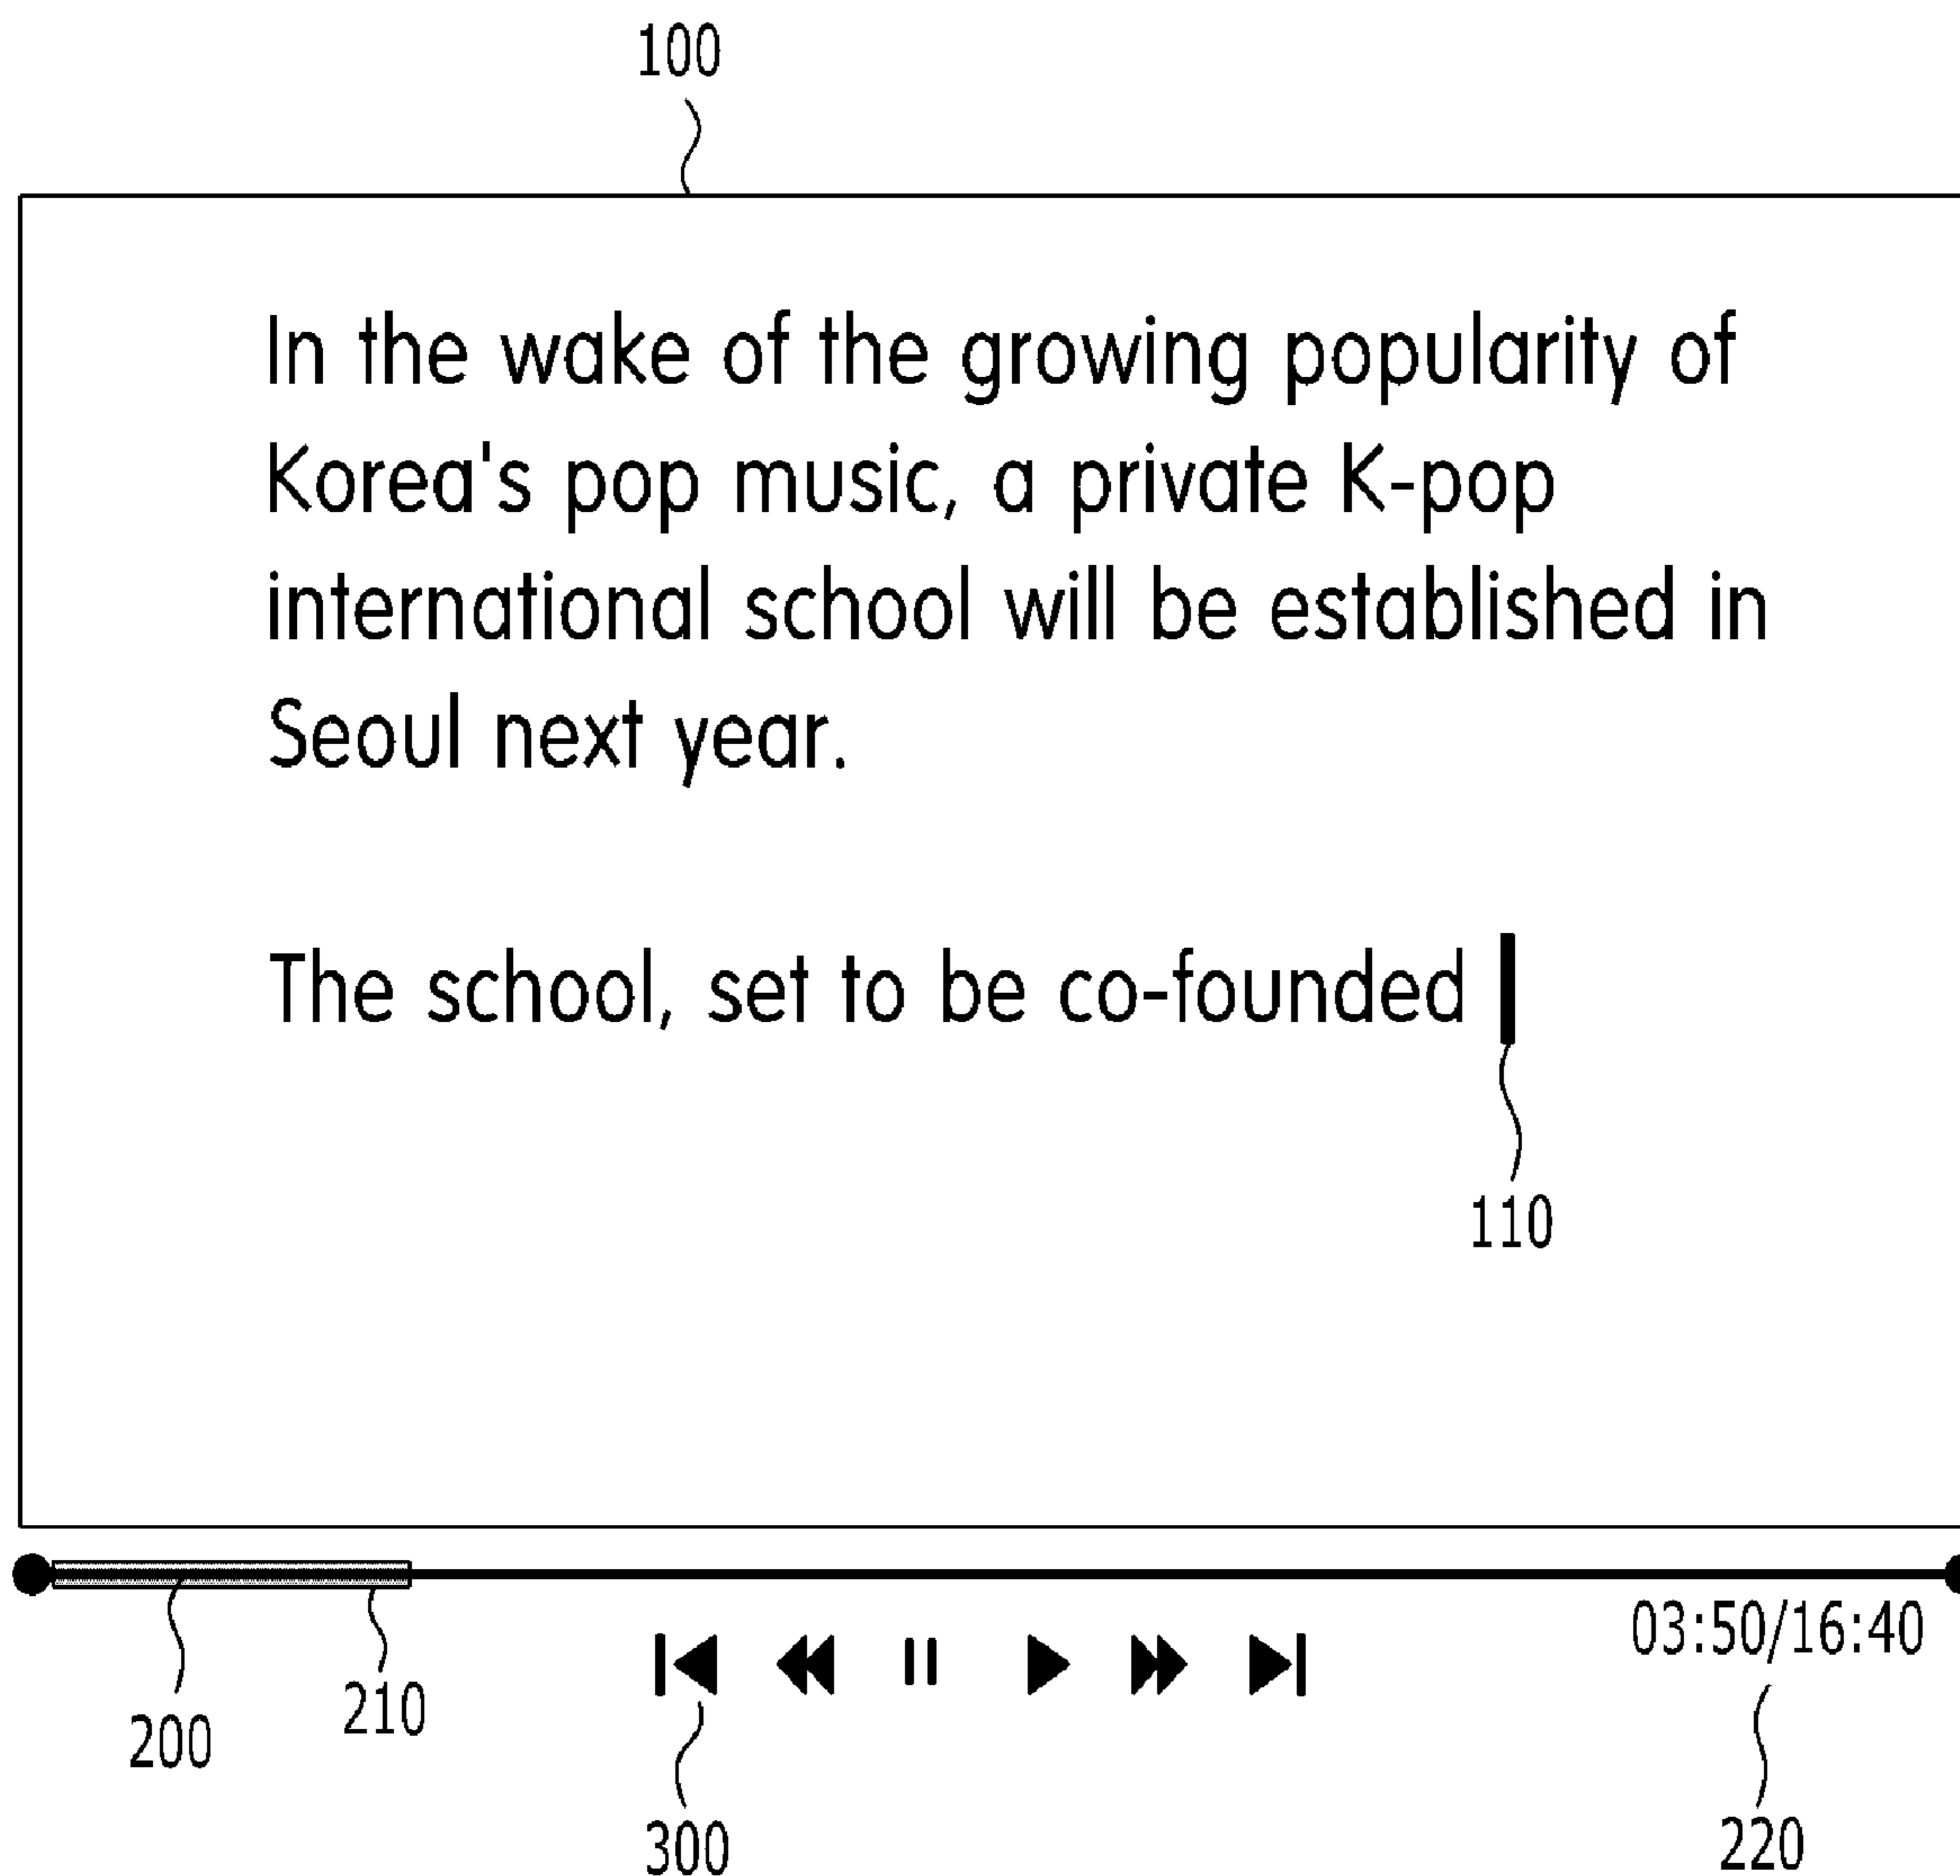 100
In the wake of the growing popularity of
Korea's pop music, a private K-pop
international school will be established in
Seoul next year.
The school, set to be co-founded
110
03:50/16:40
200
210
300
220